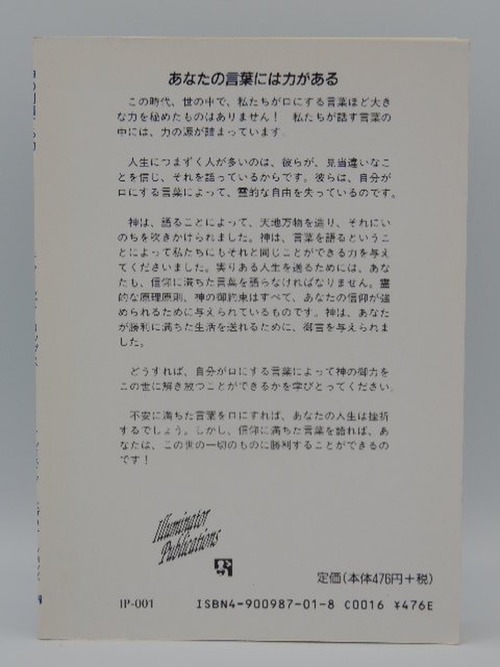 あなたの言葉には力がある
この時代、世の中で、私たちが口にする言葉ほど大き
な力を秘めたものはありません！ 私たちが話す言葉の
中には、力の源が詰まっています。
人生につまずく人が多いのは、彼らが、見当違いなこ
とを信じ、それを語っているからです。彼らは、自分が
口にする言葉によって、霊的な自由を失っているのです。
神は、語ることによって、天地万物を造り、それにい
のちを吹きかけられました。神は、言葉を語るというこ
とによって私たちにもそれと同じことができる力を与え
てくださいました。実りある人生を送るためには、あな
たも、信仰に満ちた言葉を語らなければなりません。霊
的な原理原則、神の御約束はすべて、あなたの信仰が強
められるために与えられているものです。神は、あなた
が勝利に満ちた生活を送れるために、御言を与えられま
した。
どうすれば、自分が口にする言葉によって神の御力を
この世に解き放つことができるかを学びとってください。
不安に満ちた言葉を口にすれば、あなたの人生は挫折
するでしょう。しかし、信仰に満ちた言葉を語れば、あ
なたは、この世の一切のものに勝利することができるの
です！
Illuminator
Publications
定価(本体476円+税)
IP-001 ISBN4-900987-01-8 C0016 ¥476E